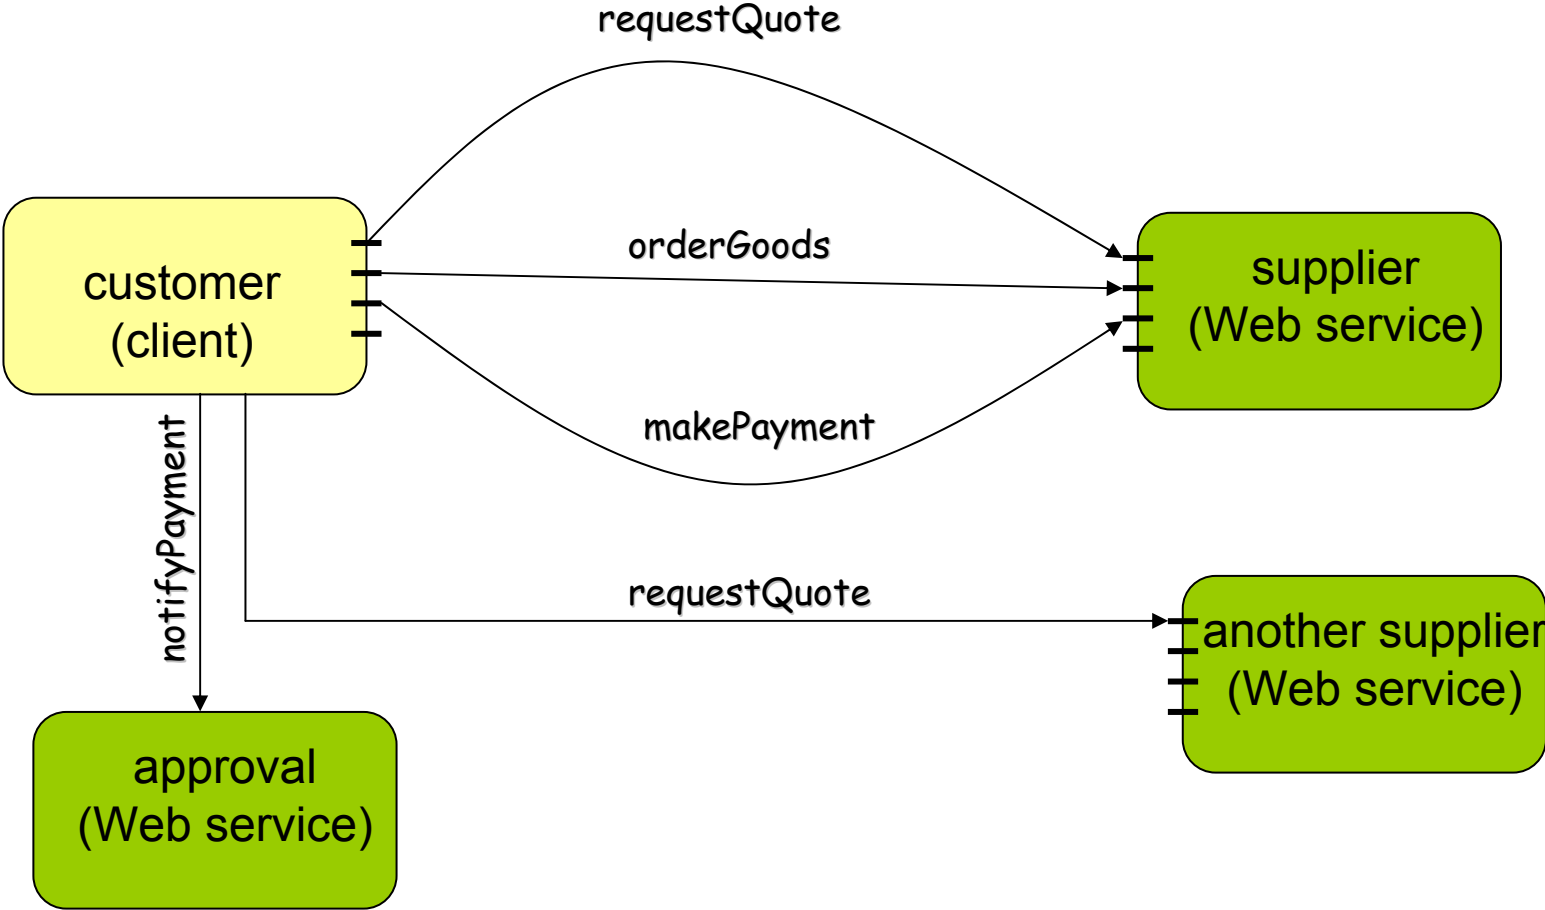 requestQuote
customer
(client)
orderGoods
supplier
(Web service)
makePayment
notifyPayment
requestQuote
another supplier
(Web service)
approval
(Web service)